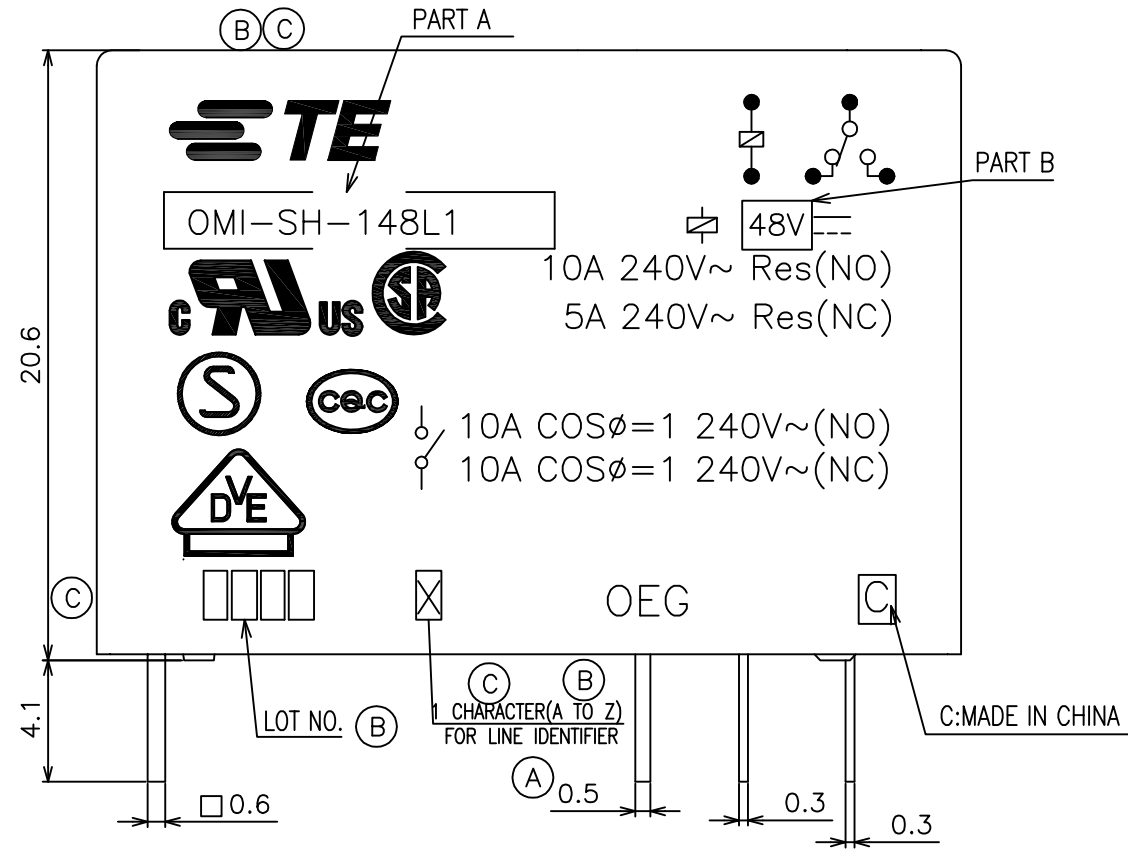 B C PART A
TE
PART B
OMI-SH-148L1
48V
10A 240V~ Res(NO)
C RU US CSA
5A 240V~ Res(NC)
20.6
S
cqc
10A COSø=1 240V~(NO)
10A COSø=1 240V~(NC)
DVE
C
OEG
C
C B
LOT NO. B
1 CHARACTER(A TO Z)
FOR LINE IDENTIFIER
C:MADE IN CHINA
4.1
A
□0.6
0.5
0.3
0.3